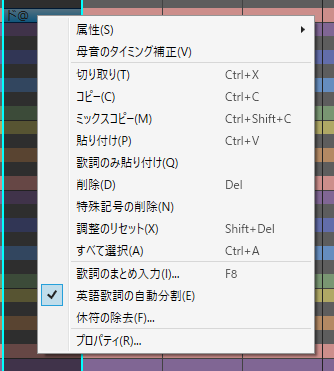 ド@
属性(S)
母音のタイミング補正(V)
切り取り(T) Ctrl+X
コピー(C) Ctrl+C
ミックスコピー(M) Ctrl+Shift+C
貼り付け(P) Ctrl+V
歌詞のみ貼り付け(Q)
削除(D) Del
特殊記号の削除(N)
調整のリセット(X) Shift+Del
すべて選択(A) Ctrl+A
歌詞のまとめ入力(I)... F8
英語歌詞の自動分割(E)
休符の除去(F)...
プロパティ(R)...